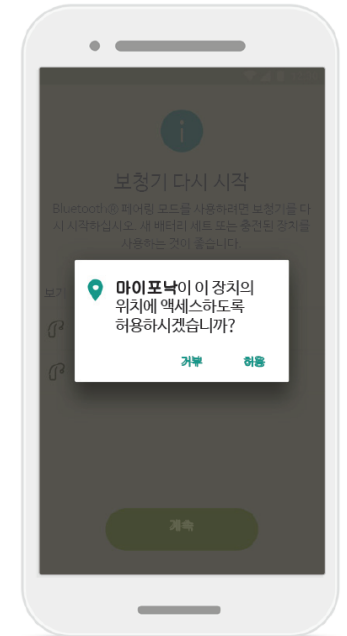 보청기 다시 시작
Bluetooth® 페어링 모드를 사용하려면 보청기를 다
시 시작하십시오. 새 배터리 세트 또는 충전된 장치를
사용하는 것이 좋습니다.
마이포낙이 이 장치의
위치에 액세스하도록
허용하시겠습니까?
보기
거부 허용
계속